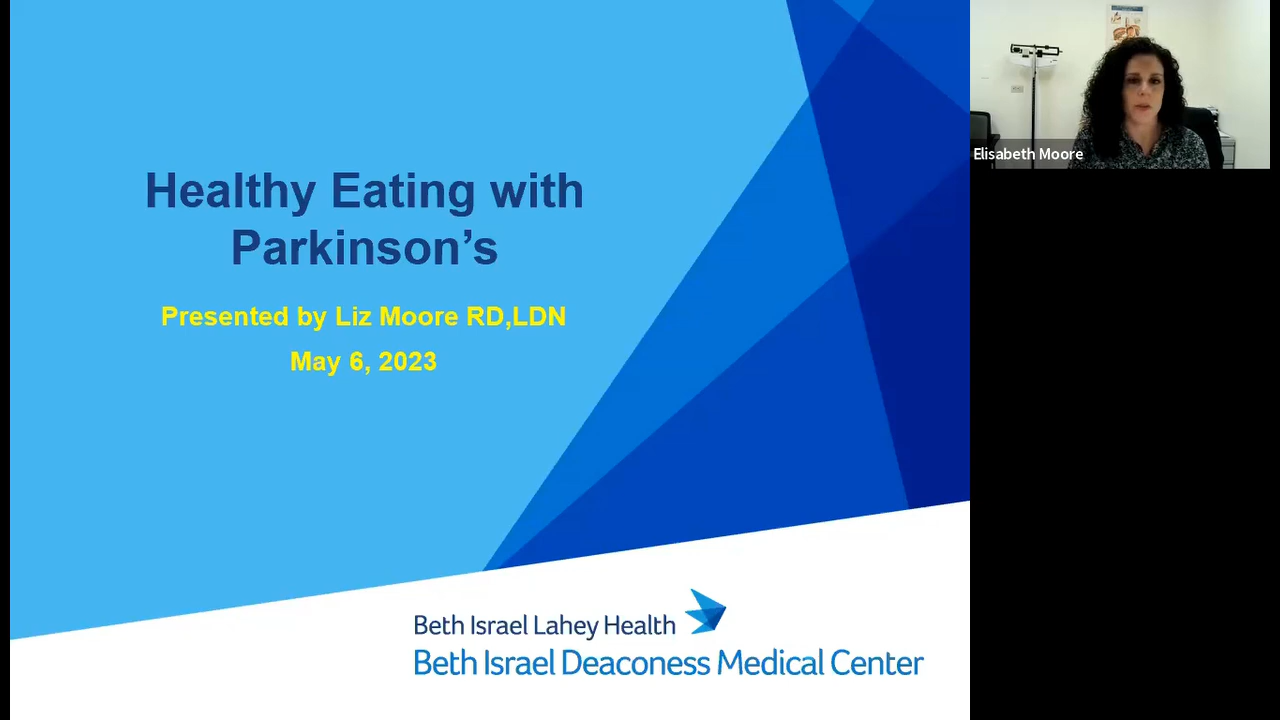 Healthy Eating with
Parkinson’s
Presented by Liz Moore RD,LDN
May 6, 2023
Beth Israel Lahey Health
Beth Israel Deaconess Medical Center
Elisabeth Moore